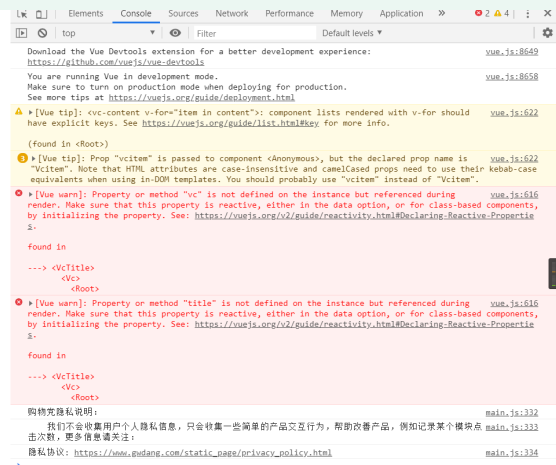 Elements Console Sources Network Performance Memory Application » 2 4
top Filter Default levels ▼
Download the Vue Devtools extension for a better development experience: vue.js:8649
https://github.com/vuejs/vue-devtools
You are running Vue in development mode. vue.js:8658
Make sure to turn on production mode when deploying for production.
See more tips at https://vuejs.org/guide/deployment.html
▶[Vue tip]: <vc-content v-for="item in content">: component lists rendered with v-for should vue.js:622
have explicit keys. See https://vuejs.org/guide/list.html#key for more info.
(found in <Root>)
3 ▶[Vue tip]: Prop "vcitem" is passed to component <Anonymous>, but the declared prop name is vue.js:622
"Vcitem". Note that HTML attributes are case-insensitive and camelCased props need to use their kebab-case
equivalents when using in-DOM templates. You should probably use "vcitem" instead of "Vcitem".
▶[Vue warn]: Property or method "vc" is not defined on the instance but referenced during vue.js:616
render. Make sure that this property is reactive, either in the data option, or for class-based components,
by initializing the property. See: https://vuejs.org/v2/guide/reactivity.html#Declaring-Reactive-Propertie
s.
found in
---> <VcTitle>
<Vc>
<Root>
▶[Vue warn]: Property or method "title" is not defined on the instance but referenced during vue.js:616
render. Make sure that this property is reactive, either in the data option, or for class-based components,
by initializing the property. See: https://vuejs.org/v2/guide/reactivity.html#Declaring-Reactive-Propertie
s.
found in
---> <VcTitle>
<Vc>
<Root>
购物党隐私说明： main.js:332
我们不会收集用户个人隐私信息，只会收集一些简单的产品交互行为，帮助改善产品，例如记录某个模块点 main.js:333
击次数，更多信息请关注：
隐私协议：https://www.gwdang.com/static_page/privacy_policy.html main.js:334